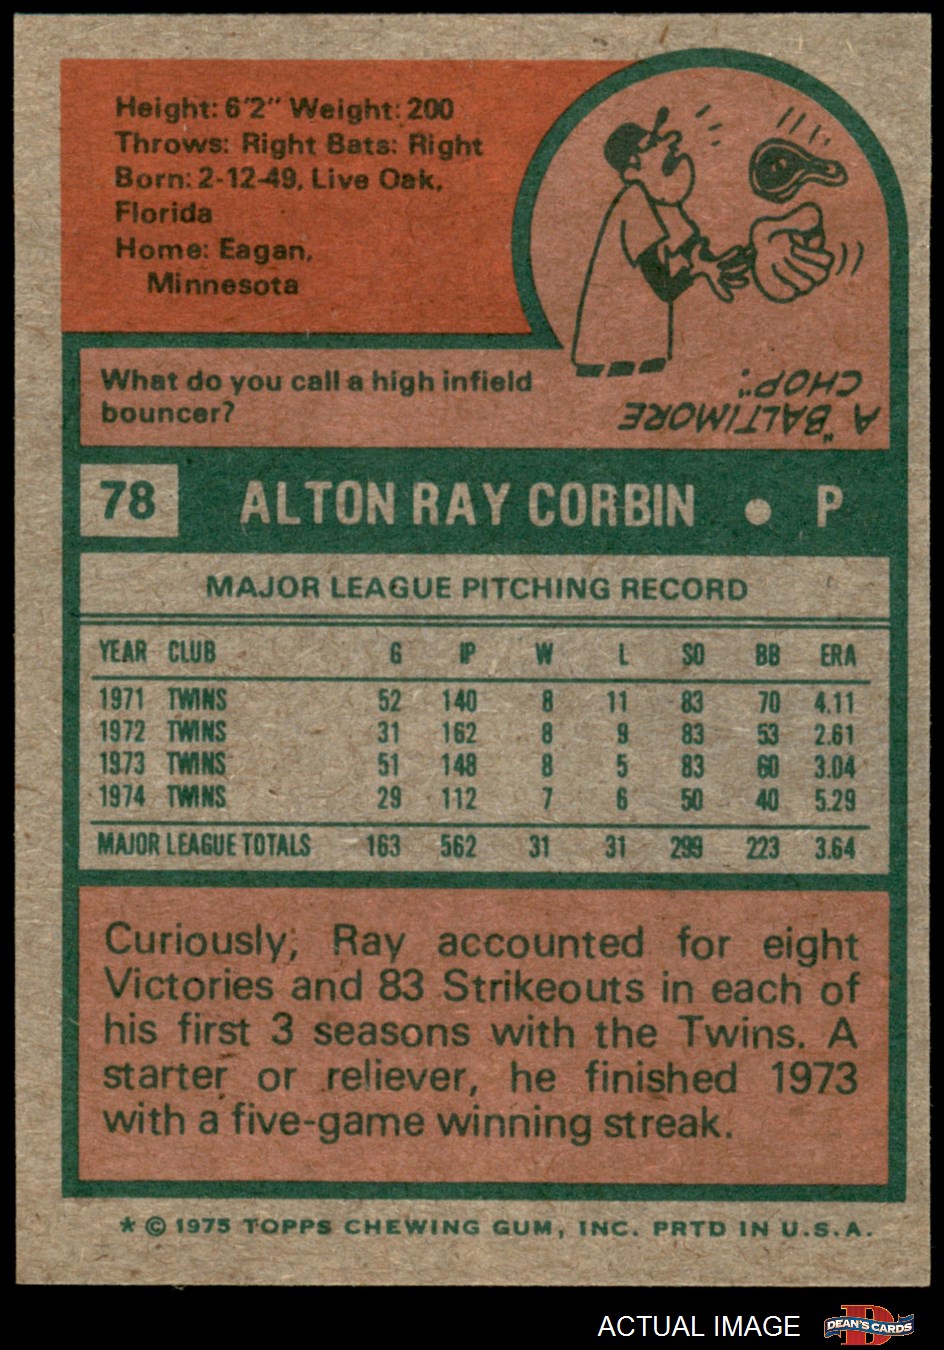 Height: 6'2" Weight: 200
Throws: Right Bats: Right
Born: 2-12-49, Live Oak,
Florida
Home: Eagan,
Minnesota
What do you call a high infield
bouncer?
A "BALTIMORE
CHOP".
78 ALTON RAY CORBIN • P
MAJOR LEAGUE PITCHING RECORD
YEAR CLUB G IP W L SO BB ERA
1971 TWINS 52 140 8 11 83 70 4.11
1972 TWINS 31 162 8 9 83 53 2.61
1973 TWINS 51 148 8 5 83 60 3.04
1974 TWINS 29 112 7 6 50 40 5.29
MAJOR LEAGUE TOTALS 163 562 31 31 299 223 3.64
Curiously, Ray accounted for eight
Victories and 83 Strikeouts in each of
his first 3 seasons with the Twins. A
starter or reliever, he finished 1973
with a five-game winning streak.
* © 1975 TOPPS CHEWING GUM, INC. PRTD IN U.S.A.
ACTUAL IMAGE
D
DEAN'S CARDS